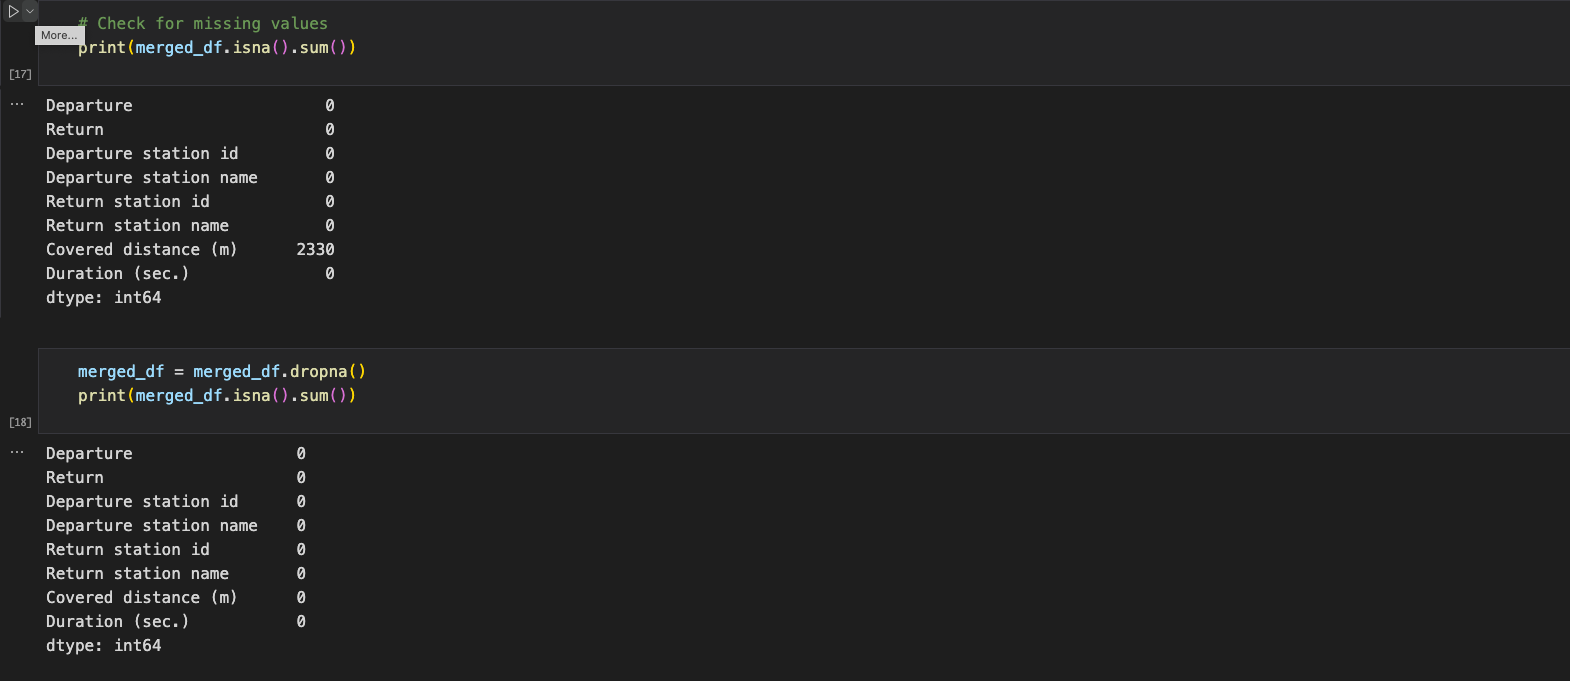 # Check for missing values
More...
print(merged_df.isna().sum())
[17]
...
Departure 0
Return 0
Departure station id 0
Departure station name 0
Return station id 0
Return station name 0
Covered distance (m) 2330
Duration (sec.) 0
dtype: int64
merged_df = merged_df.dropna()
print(merged_df.isna().sum())
[18]
...
Departure 0
Return 0
Departure station id 0
Departure station name 0
Return station id 0
Return station name 0
Covered distance (m) 0
Duration (sec.) 0
dtype: int64